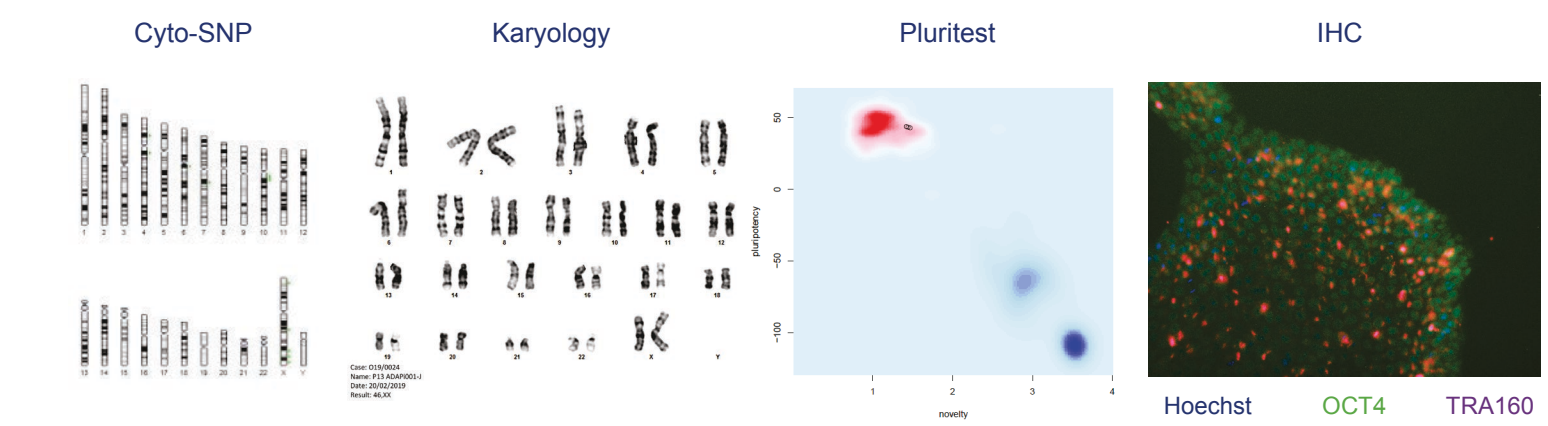 Cyto-SNP
Karyology
Pluritest
IHC
1 2 3 4 5 6 7 8 9 10 11 12
13 14 15 16 17 18 19 20 21 22 X Y
1 2 3 4 5
6 7 8 9 10 11 12
13 14 15 16 17 18
19 20 21 22 X Y
Case: O19/0024
Name: P13 ADAPI001-J
Date: 20/02/2019
Result: 46,XX
50
0
−50
−100
pluripotency
1 2 3 4
novelty
Hoechst OCT4 TRA160